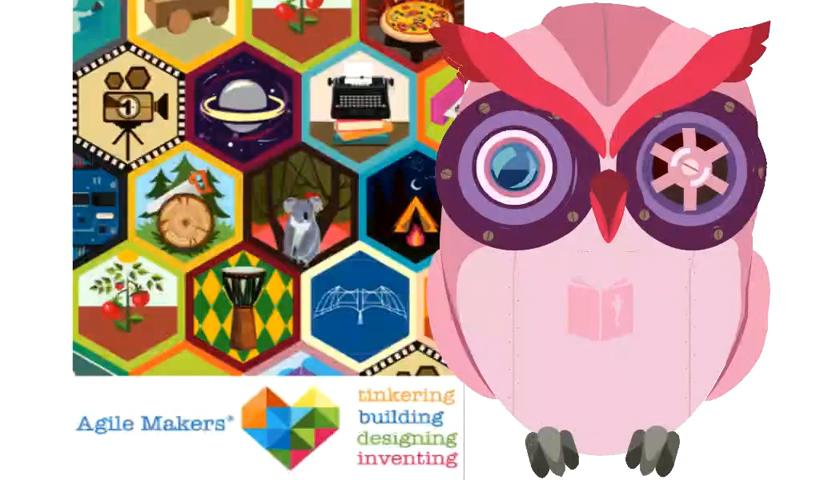 Agile Makers®
tinkering
building
designing
inventing